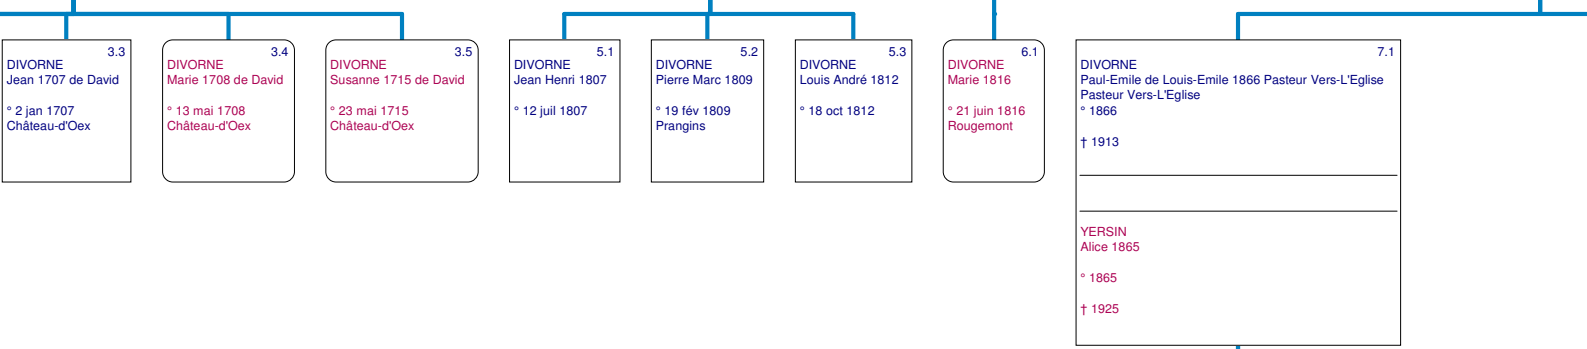 3.3
DIVORNE
Jean 1707 de David
° 2 jan 1707
Château-d'Oex
3.4
DIVORNE
Marie 1708 de David
° 13 mai 1708
Château-d'Oex
3.5
DIVORNE
Susanne 1715 de David
° 23 mai 1715
Château-d'Oex
5.1
DIVORNE
Jean Henri 1807
° 12 juil 1807
5.2
DIVORNE
Pierre Marc 1809
° 19 fév 1809
Prangins
5.3
DIVORNE
Louis André 1812
° 18 oct 1812
6.1
DIVORNE
Marie 1816
° 21 juin 1816
Rougemont
7.1
DIVORNE
Paul-Emile de Louis-Emile 1866 Pasteur Vers-L'Eglise
Pasteur Vers-L'Eglise
° 1866
† 1913
YERSIN
Alice 1865
° 1865
† 1925